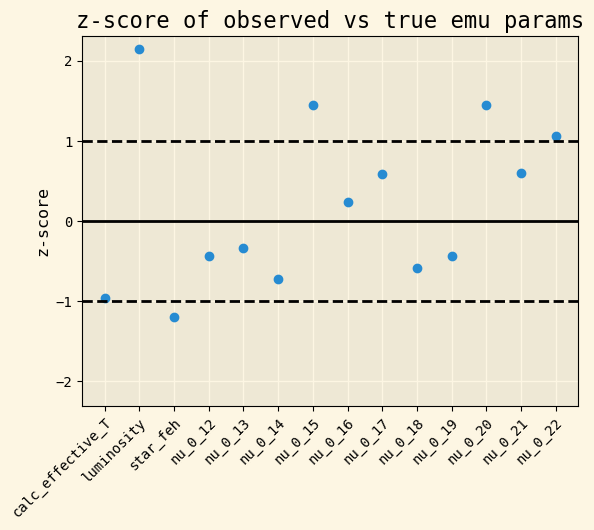 z-score of observed vs true emu params
z-score
2
1
0
−1
−2
calc_effective_T
luminosity
star_feh
nu_0_12
nu_0_13
nu_0_14
nu_0_15
nu_0_16
nu_0_17
nu_0_18
nu_0_19
nu_0_20
nu_0_21
nu_0_22